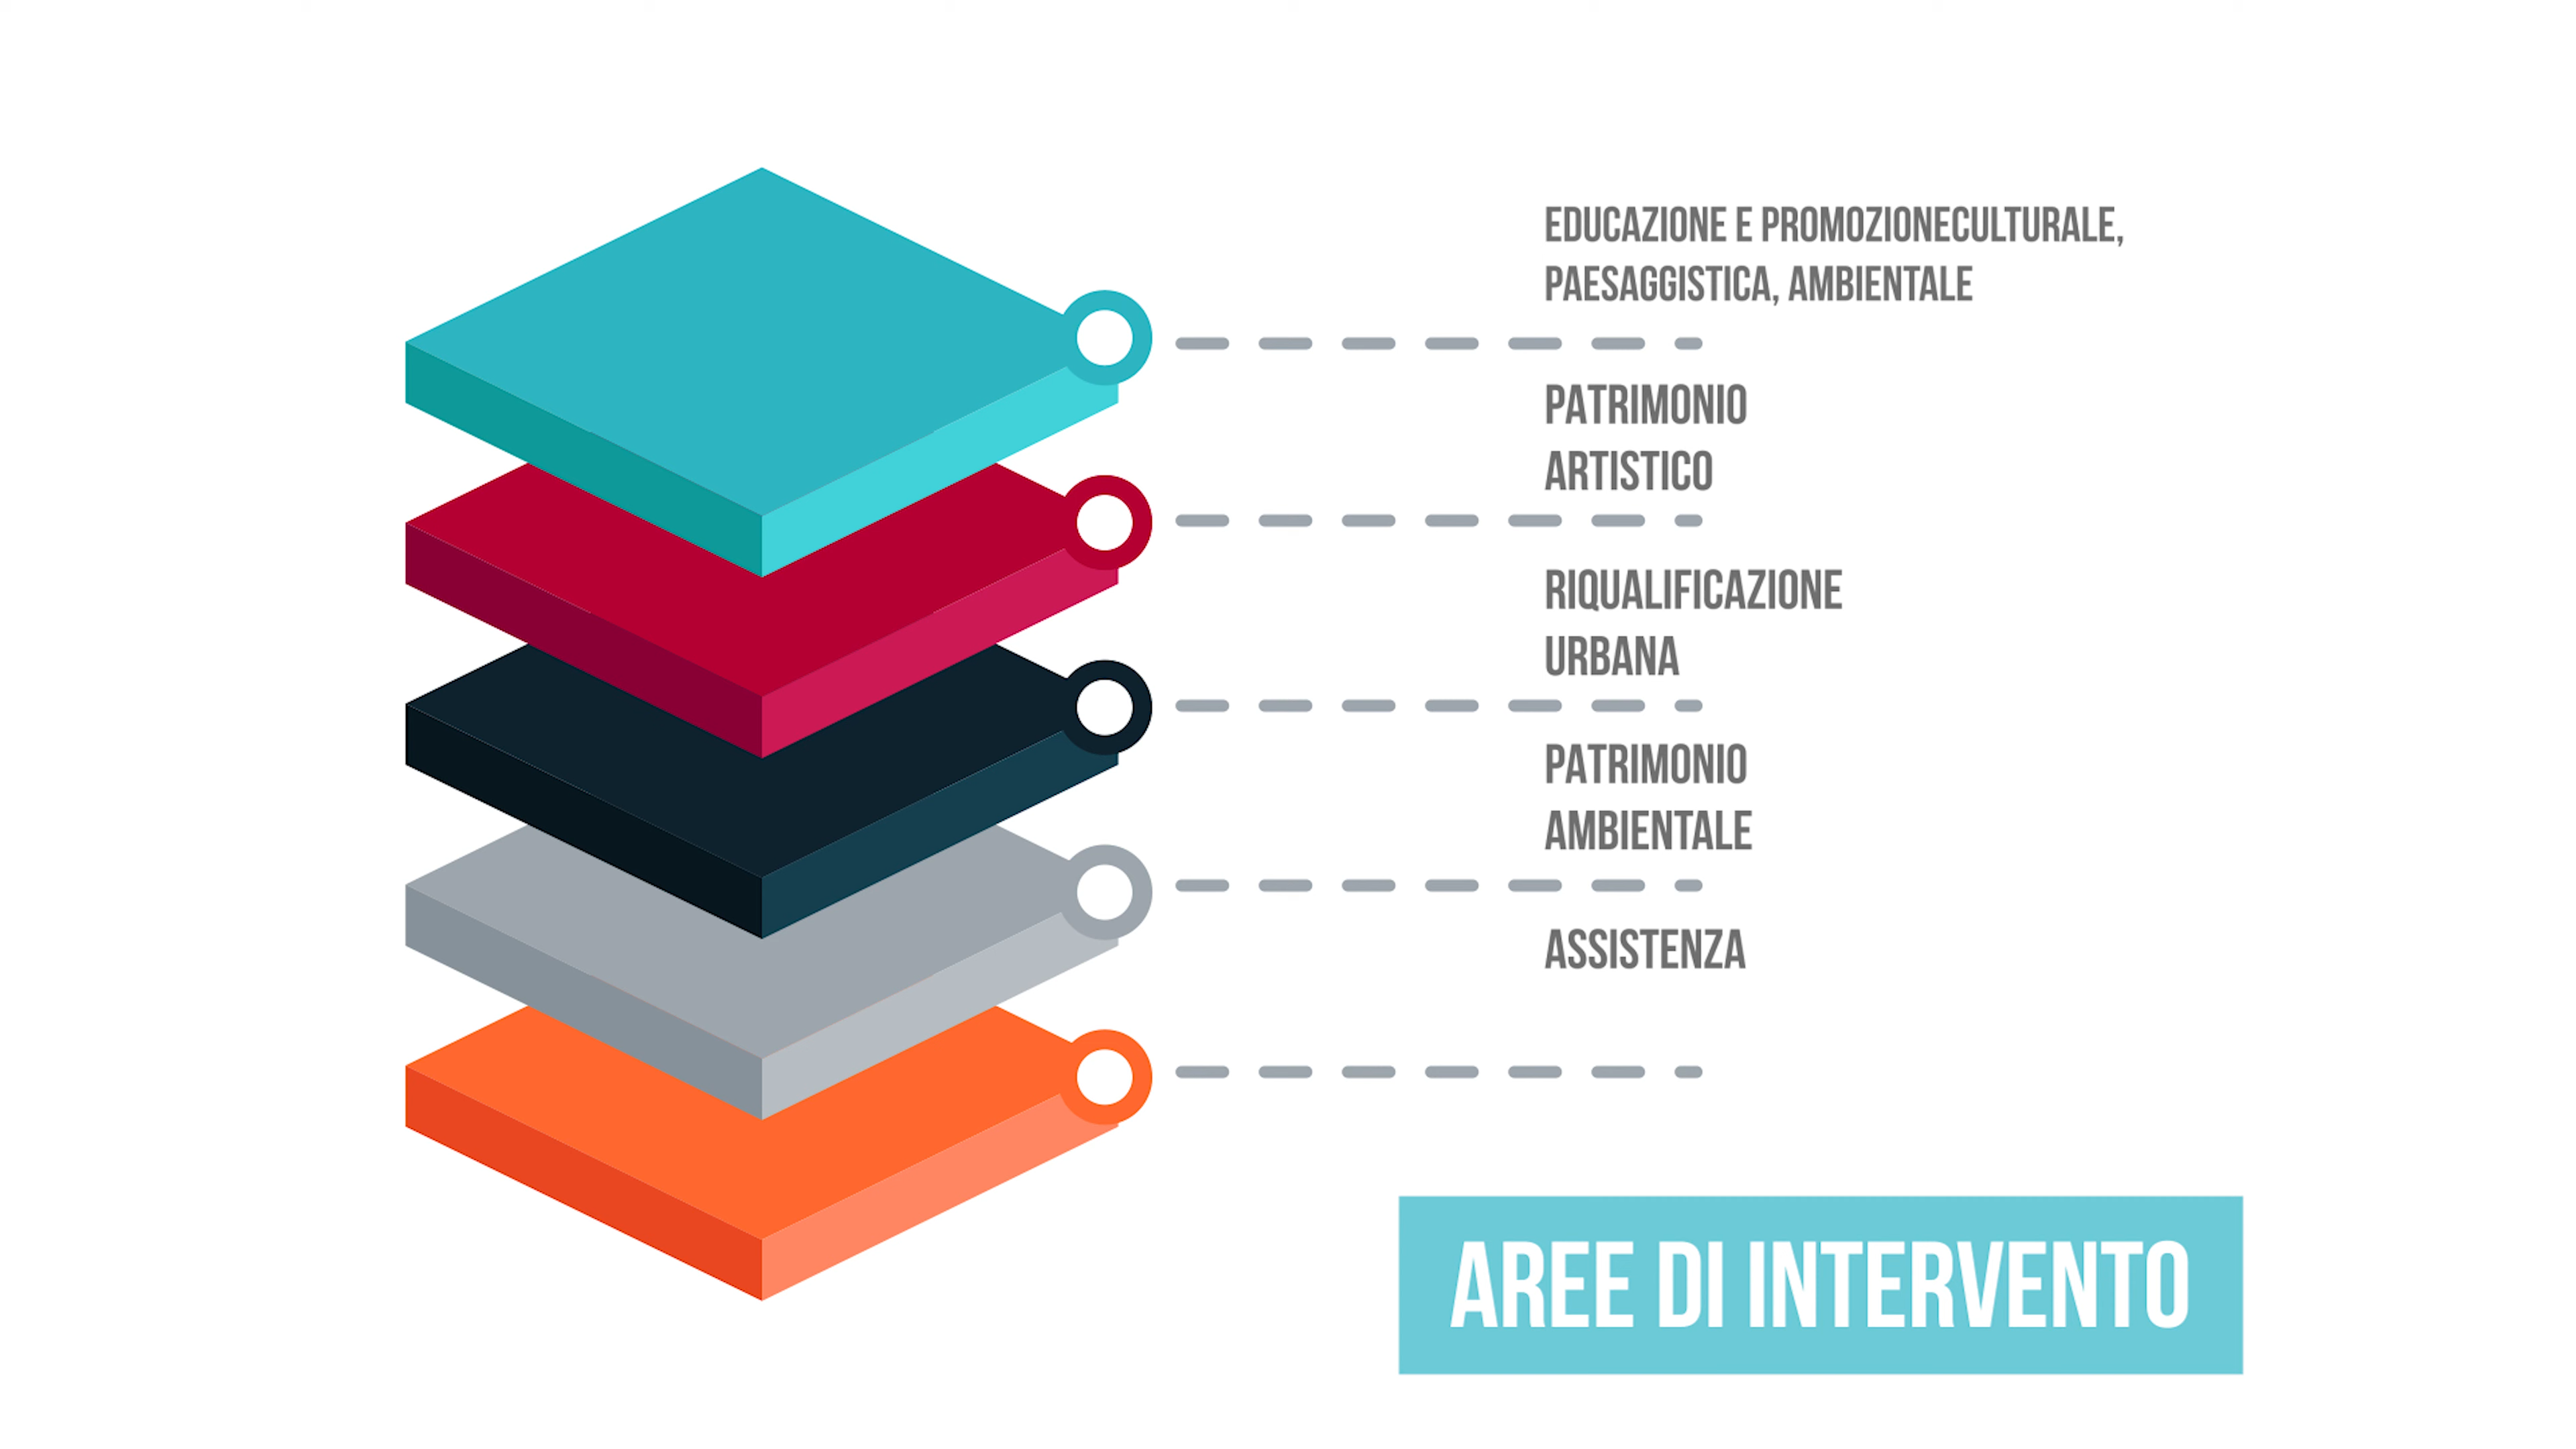 EDUCAZIONE E PROMOZIONECULTURALE,
PAESAGGISTICA, AMBIENTALE
PATRIMONIO
ARTISTICO
RIQUALIFICAZIONE
URBANA
PATRIMONIO
AMBIENTALE
ASSISTENZA
AREE DI INTERVENTO